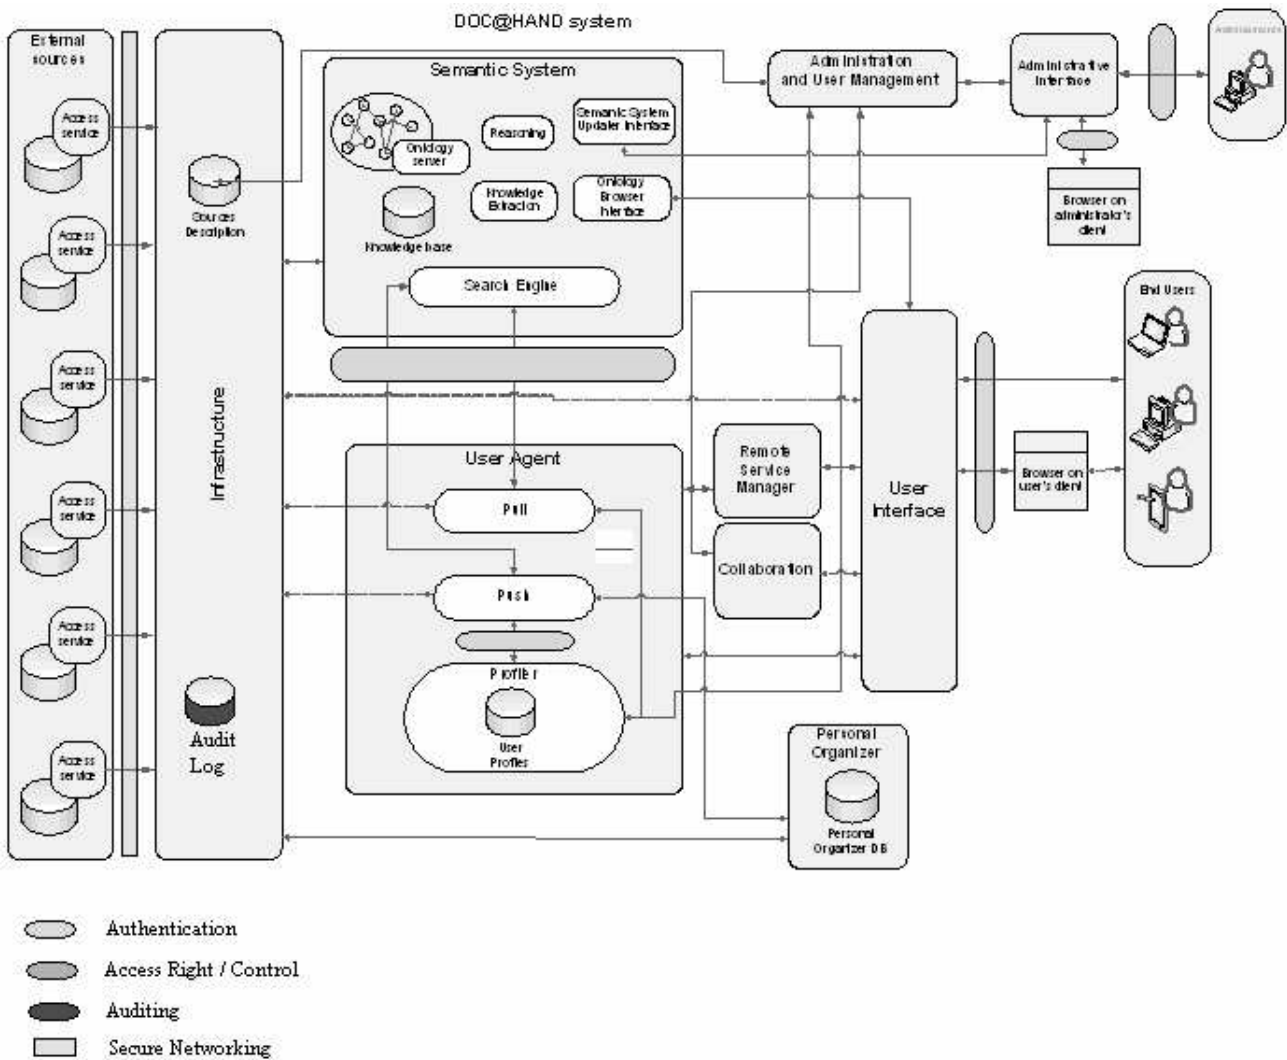 DOC@HAND system
External
sources
Access
service
Access
service
Access
service
Access
service
Access
service
Access
service
Infrastructure
Sources
Description
Audit
Log
Semantic System
Ontology
server
Reasoning
Semantic System
Updater Interface
Knowledge base
Knowledge
Extraction
Ontology
Browser
Interface
Search Engine
User Agent
Pull
Push
Profiler
User
Profiles
Administration
and User Management
Administrative
Interface
Browser on
administrator's
client
Remote
Service
Manager
Collaboration
User
Interface
Browser on
user's client
End Users
Personal
Organizer
Personal
Organizer DB
Authentication
Access Right / Control
Auditing
Secure Networking